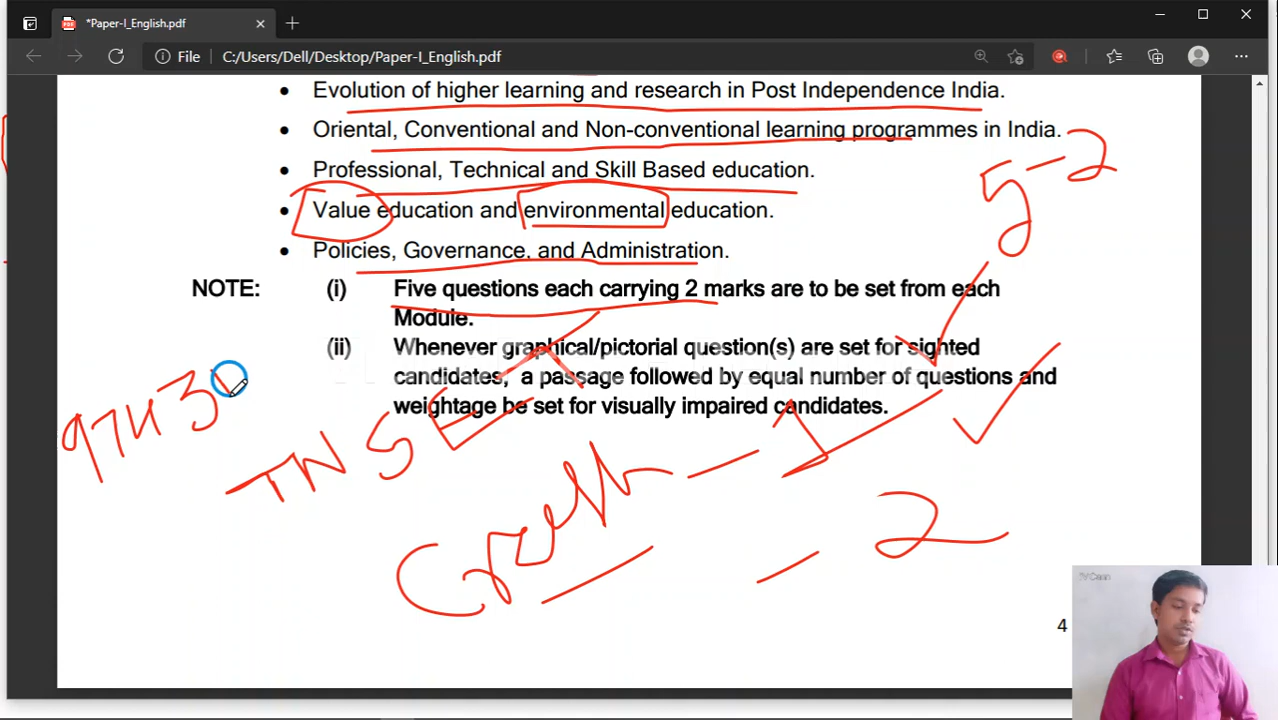 *Paper-I_English.pdf
File C:/Users/Dell/Desktop/Paper-I_English.pdf
• Evolution of higher learning and research in Post Independence India.
• Oriental, Conventional and Non-conventional learning programmes in India.
• Professional, Technical and Skill Based education.
• Value education and environmental education.
• Policies, Governance, and Administration.
5-2
NOTE: (i) Five questions each carrying 2 marks are to be set from each
Module.
(ii) Whenever graphical/pictorial question(s) are set for sighted
candidates, a passage followed by equal number of questions and
weightage be set for visually impaired candidates.
9743
TNSET
- 1
- 2
4